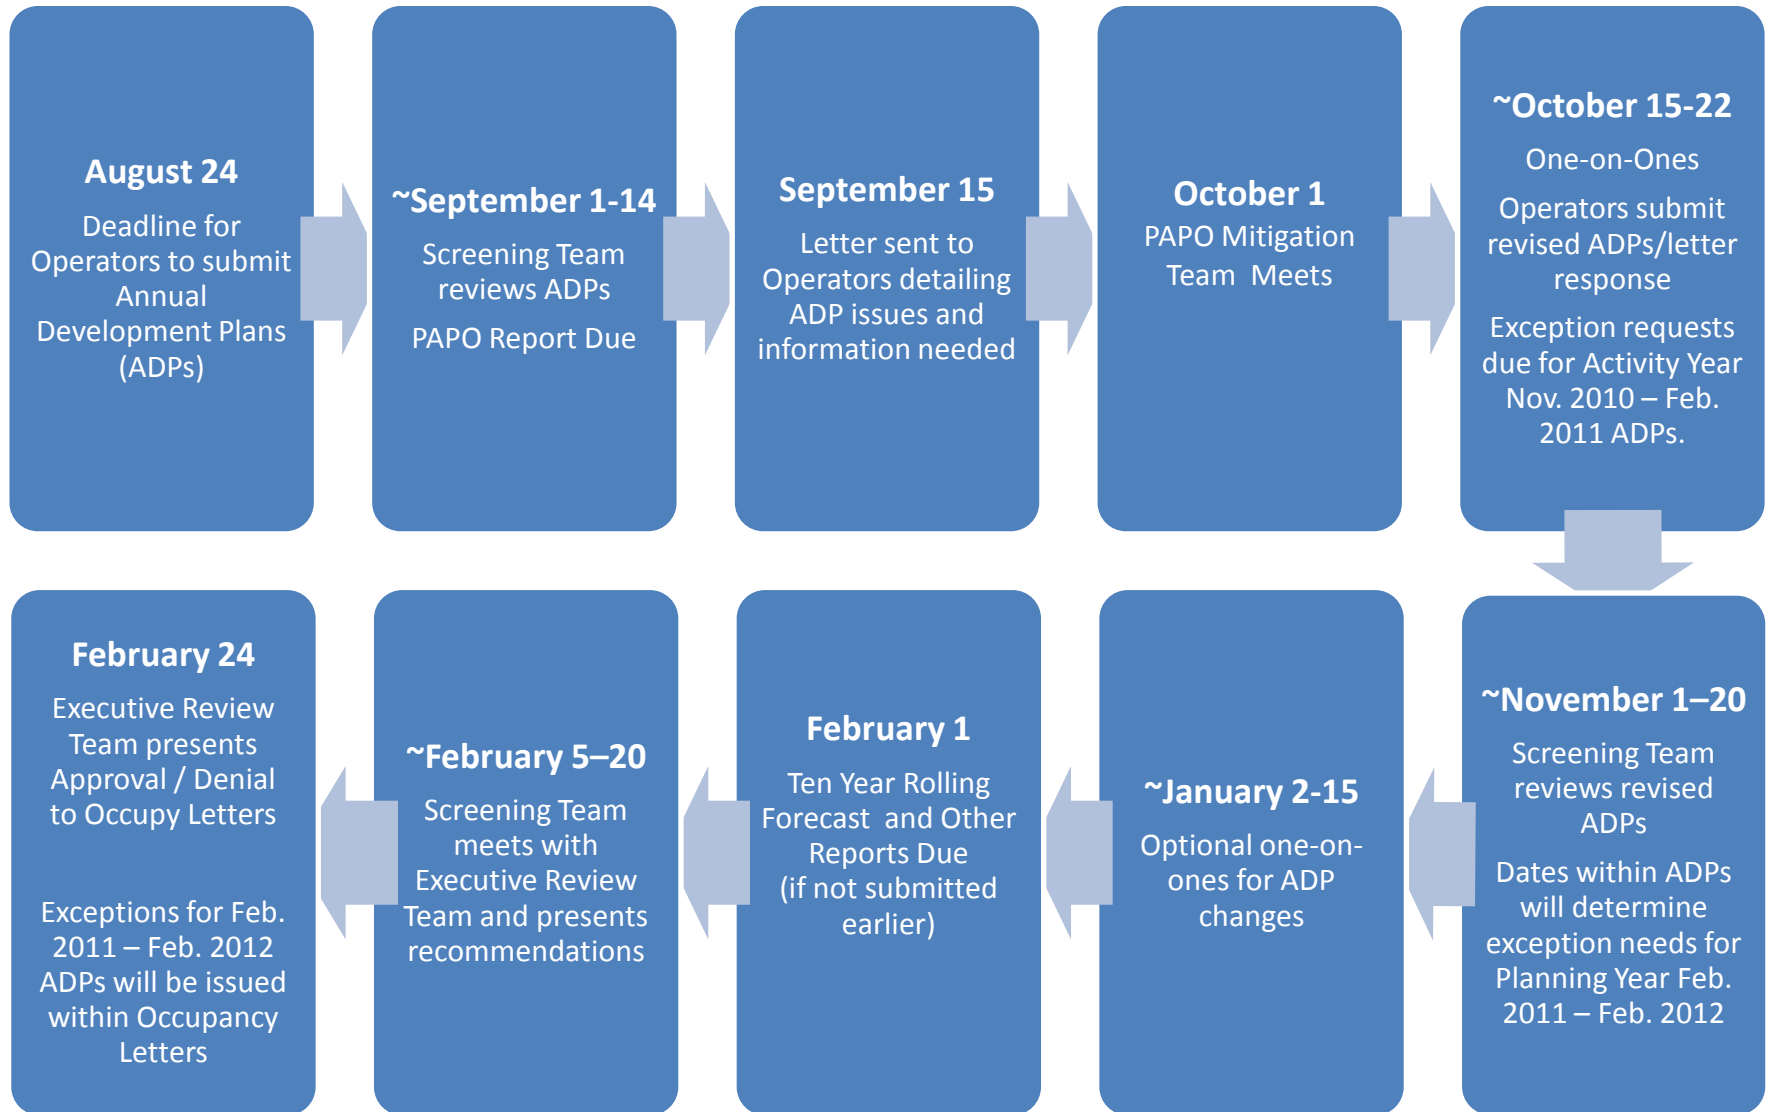 August 24
Deadline for
Operators to submit
Annual
Development Plans
(ADPs)
~September 1-14
Screening Team
reviews ADPs
PAPO Report Due
September 15
Letter sent to
Operators detailing
ADP issues and
information needed
October 1
PAPO Mitigation
Team Meets
~October 15-22
One-on-Ones
Operators submit
revised ADPs/letter
response
Exception requests
due for Activity Year
Nov. 2010 – Feb.
2011 ADPs.
~November 1–20
Screening Team
reviews revised
ADPs
Dates within ADPs
will determine
exception needs for
Planning Year Feb.
2011 – Feb. 2012
~January 2-15
Optional one-on-
ones for ADP
changes
February 1
Ten Year Rolling
Forecast and Other
Reports Due
(if not submitted
earlier)
~February 5–20
Screening Team
meets with
Executive Review
Team and presents
recommendations
February 24
Executive Review
Team presents
Approval / Denial
to Occupy Letters
Exceptions for Feb.
2011 – Feb. 2012
ADPs will be issued
within Occupancy
Letters